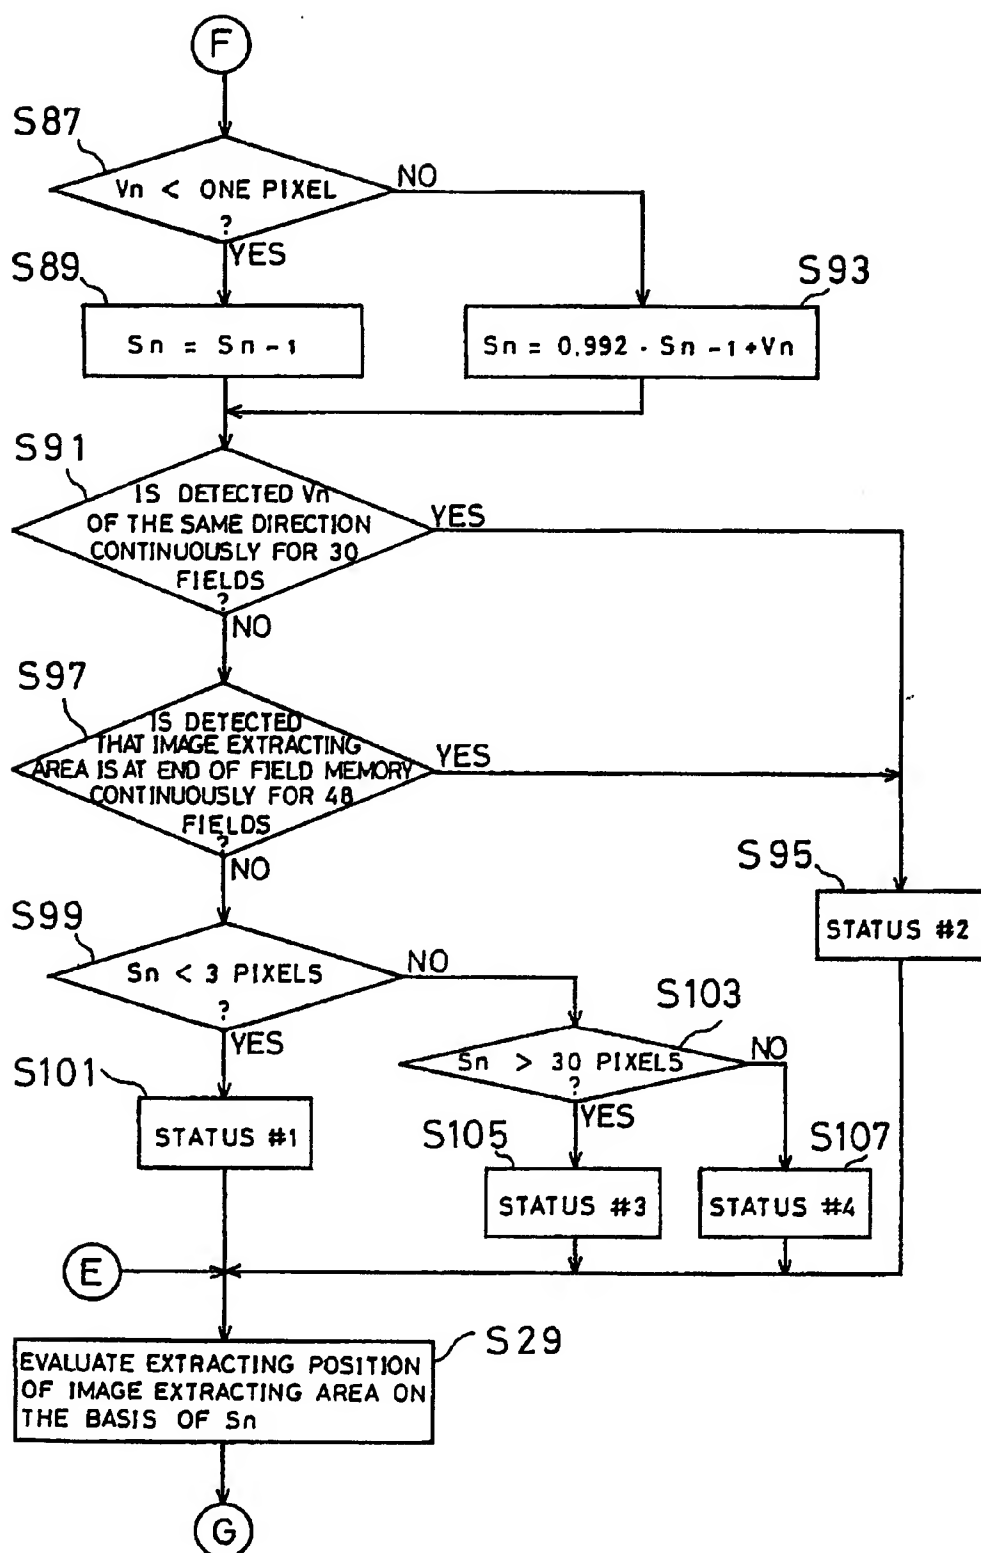 F
S87
Vn < ONE PIXEL
?
NO
YES
S89
Sn = Sn-1
S93
Sn = 0.992 · Sn-1+Vn
S91
IS DETECTED Vn
OF THE SAME DIRECTION
CONTINUOUSLY FOR 30
FIELDS
?
YES
NO
S97
IS DETECTED
THAT IMAGE EXTRACTING
AREA IS AT END OF FIELD MEMORY
CONTINUOUSLY FOR 48
FIELDS
?
YES
NO
S95
STATUS #2
S99
Sn < 3 PIXELS
?
NO
YES
S103
Sn > 30 PIXELS
?
NO
YES
S101
STATUS #1
S105
STATUS #3
S107
STATUS #4
E
S29
EVALUATE EXTRACTING POSITION
OF IMAGE EXTRACTING AREA ON
THE BASIS OF Sn
G